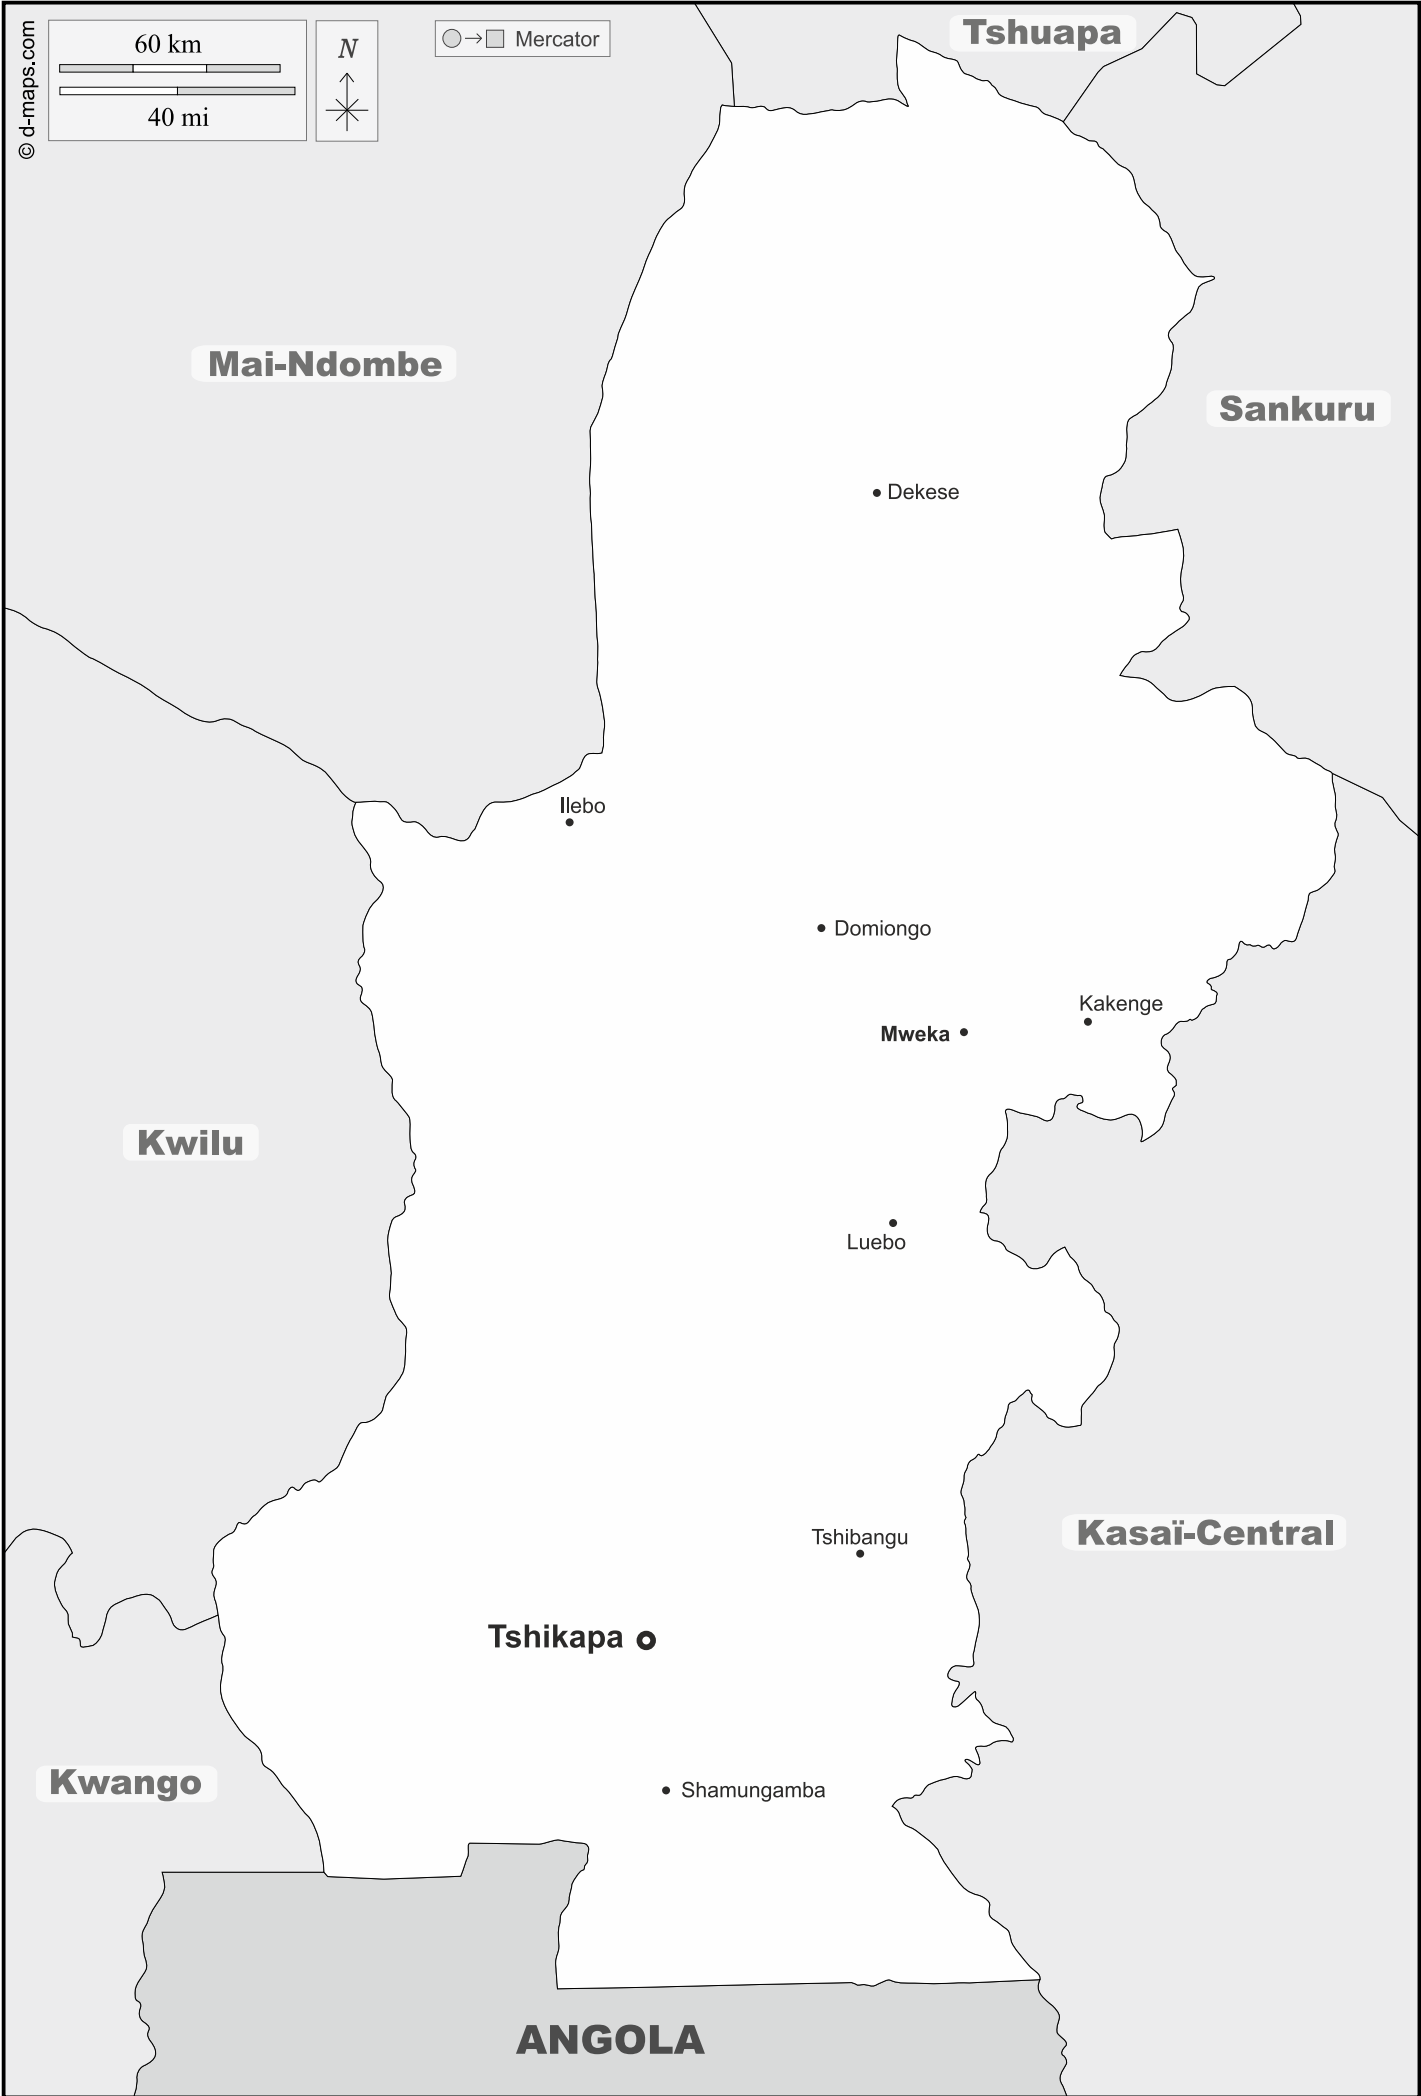 © d-maps.com
60 km
40 mi
N
Mercator
Tshuapa
Mai-Ndombe
Sankuru
Dekese
Ilebo
Domiongo
Kakenge
Mweka
Kwilu
Luebo
Kasaï-Central
Tshibangu
Tshikapa
Kwango
Shamungamba
ANGOLA